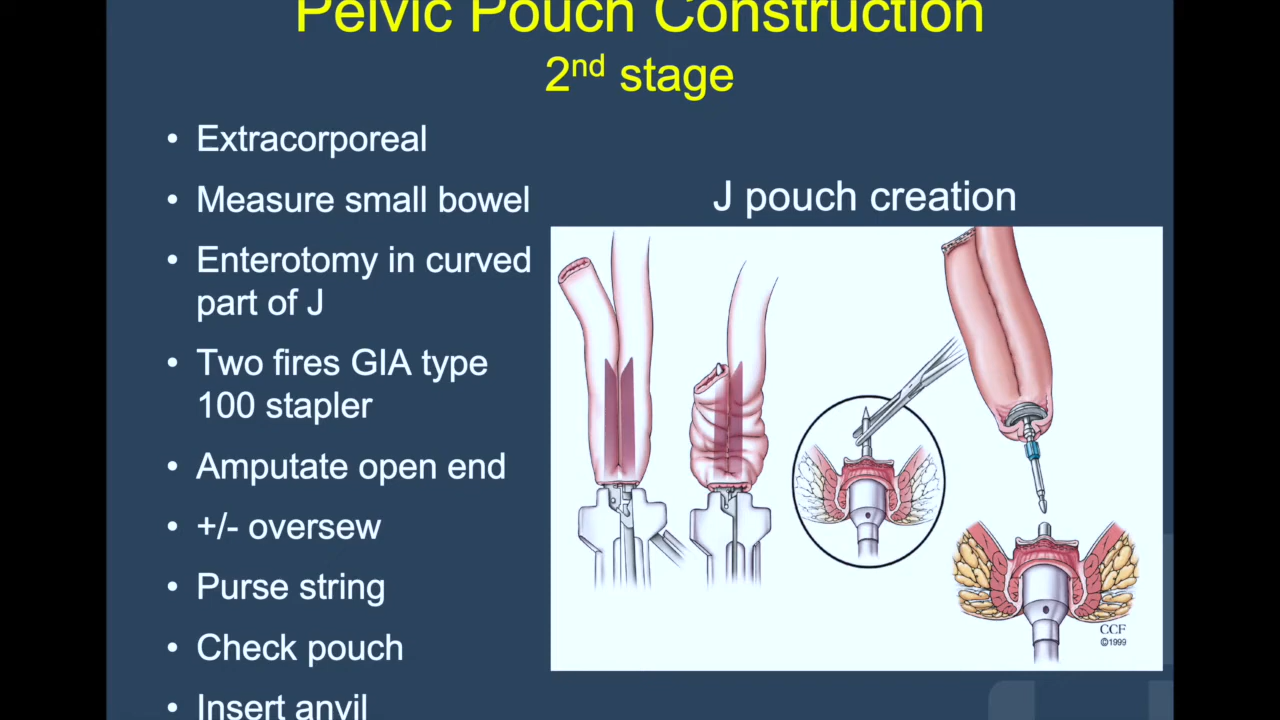 Pelvic Pouch Construction
2nd stage
• Extracorporeal
• Measure small bowel
• Enterotomy in curved
part of J
• Two fires GIA type
100 stapler
• Amputate open end
• +/- oversew
• Purse string
• Check pouch
• Insert anvil
J pouch creation
CCF
©1999